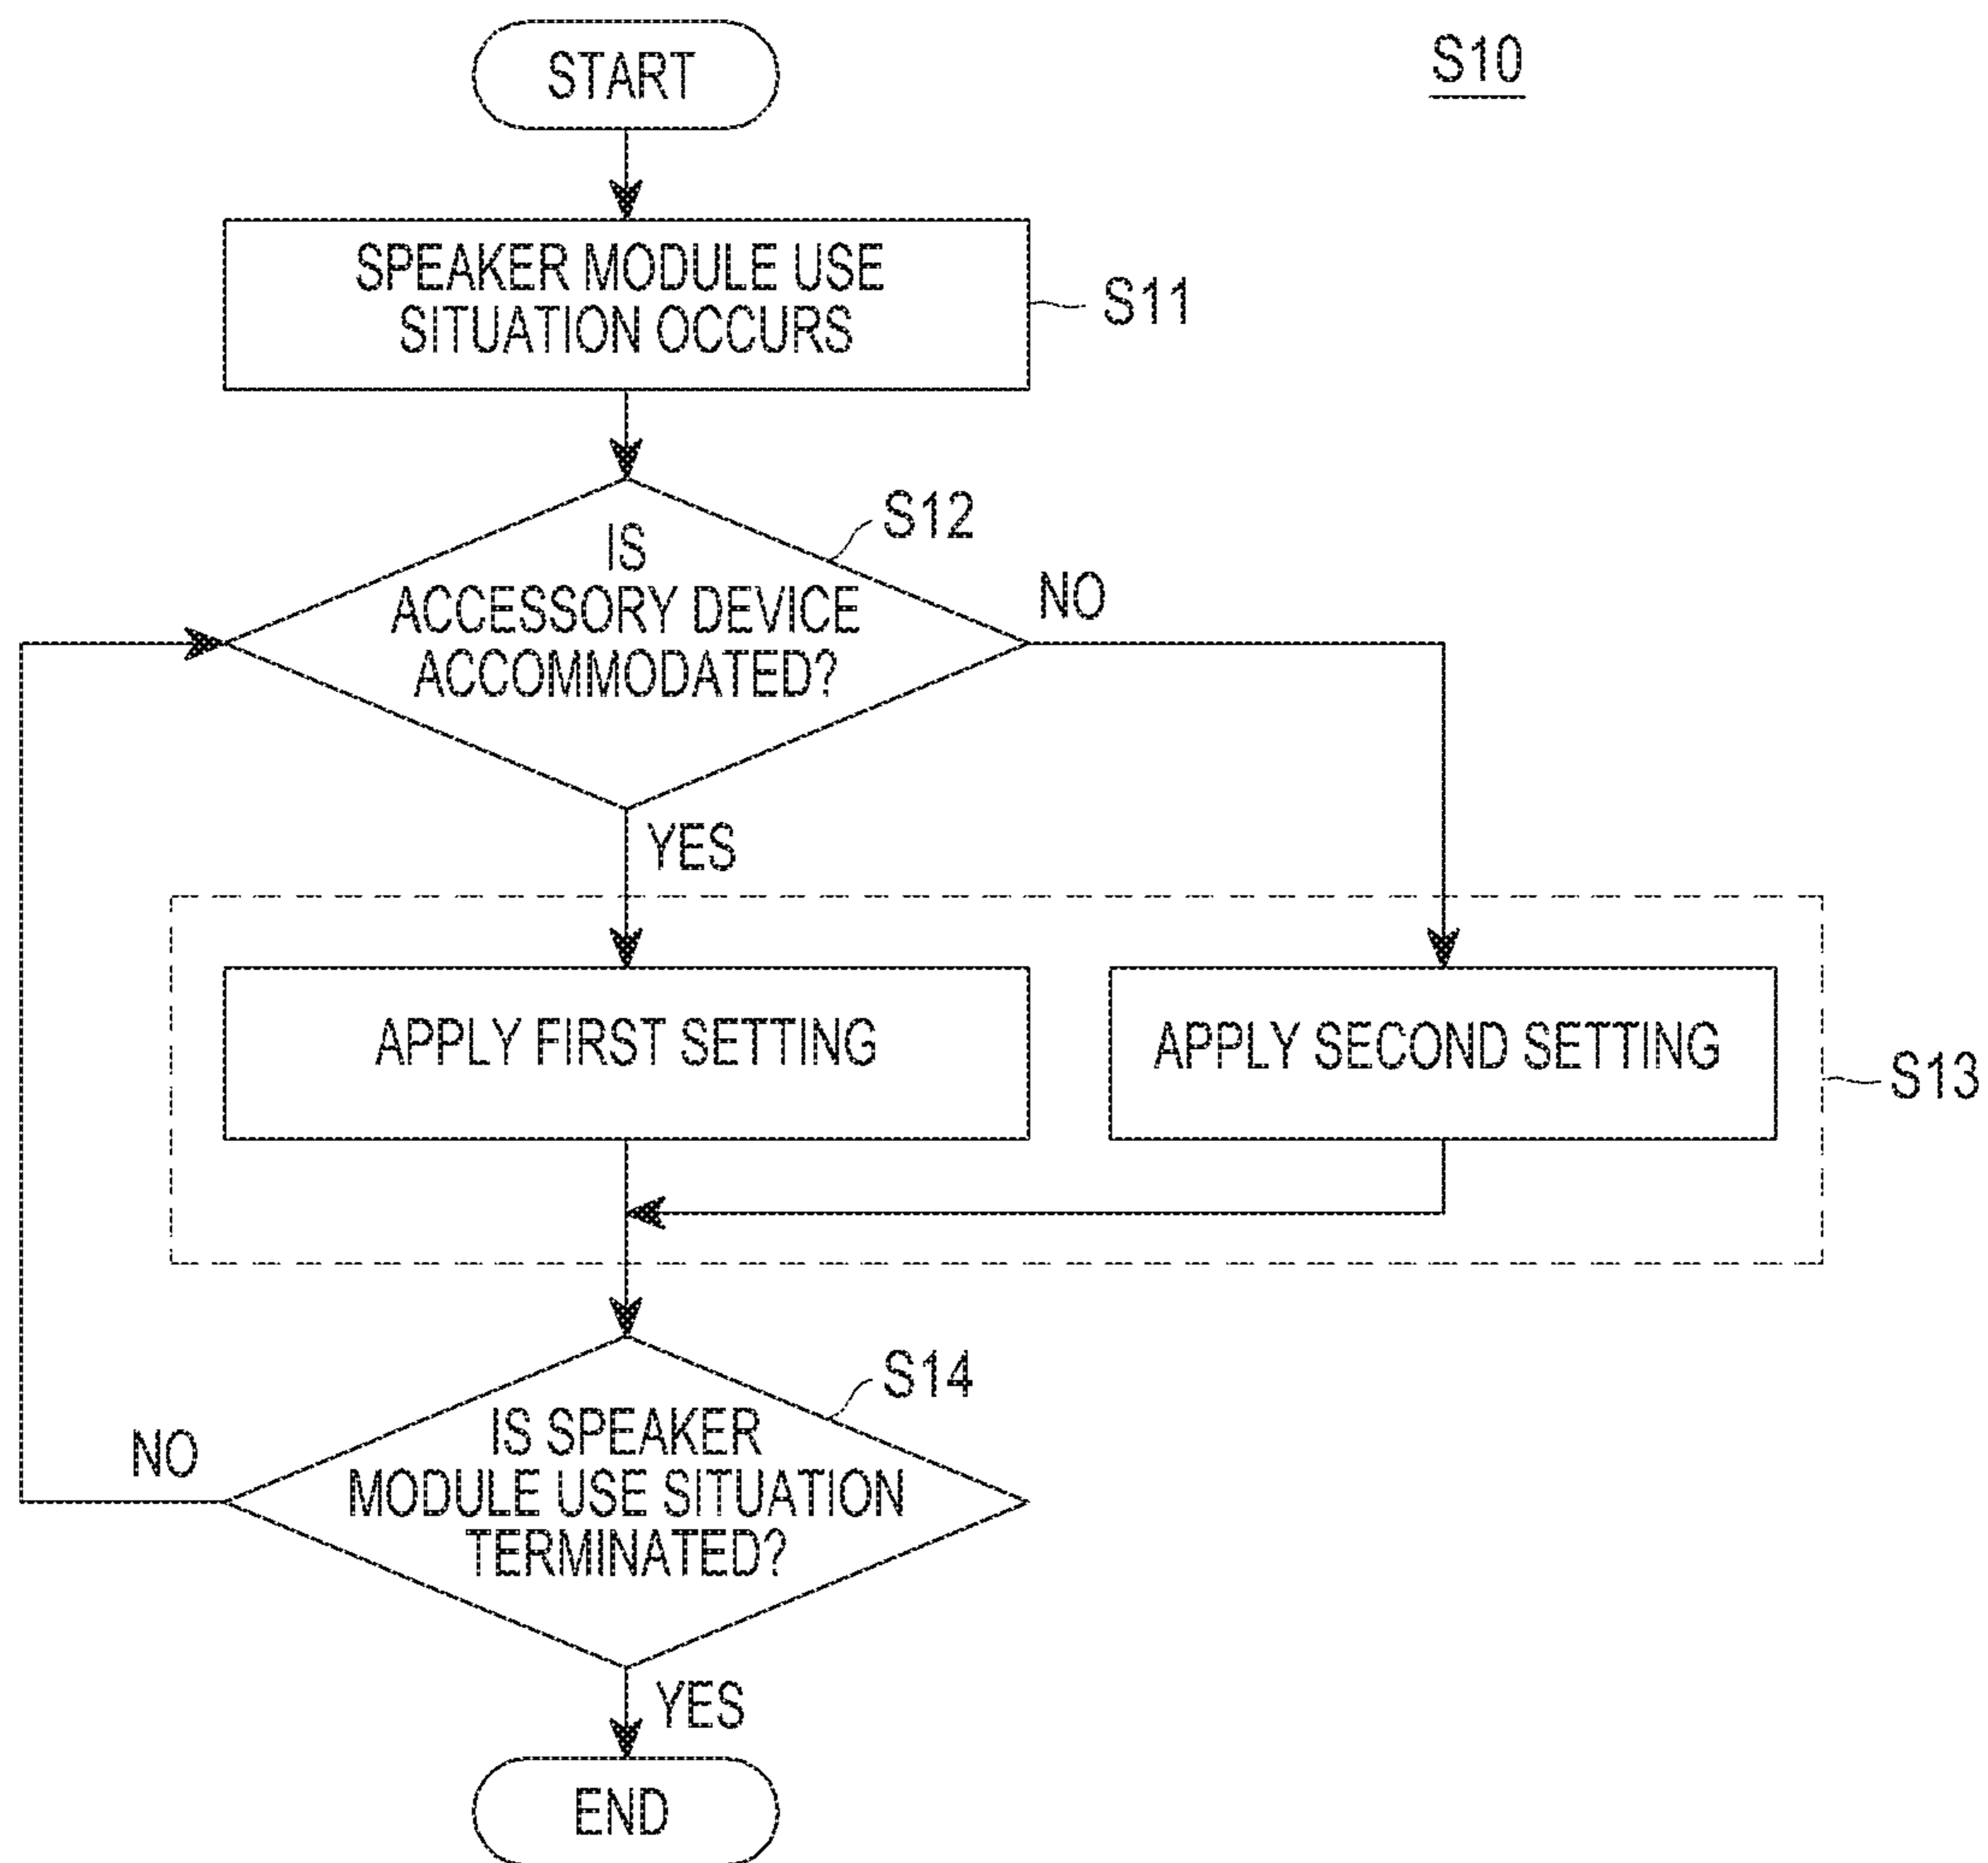 START
S10
SPEAKER MODULE USE
SITUATION OCCURS
S11
S12
IS
ACCESSORY DEVICE
ACCOMMODATED?
NO
YES
APPLY FIRST SETTING
APPLY SECOND SETTING
S13
S14
IS SPEAKER
MODULE USE SITUATION
TERMINATED?
NO
YES
END